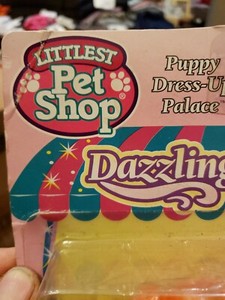 LITTLEST
Pet
Shop
Puppy
Dress-Up
Palace
Dazzling